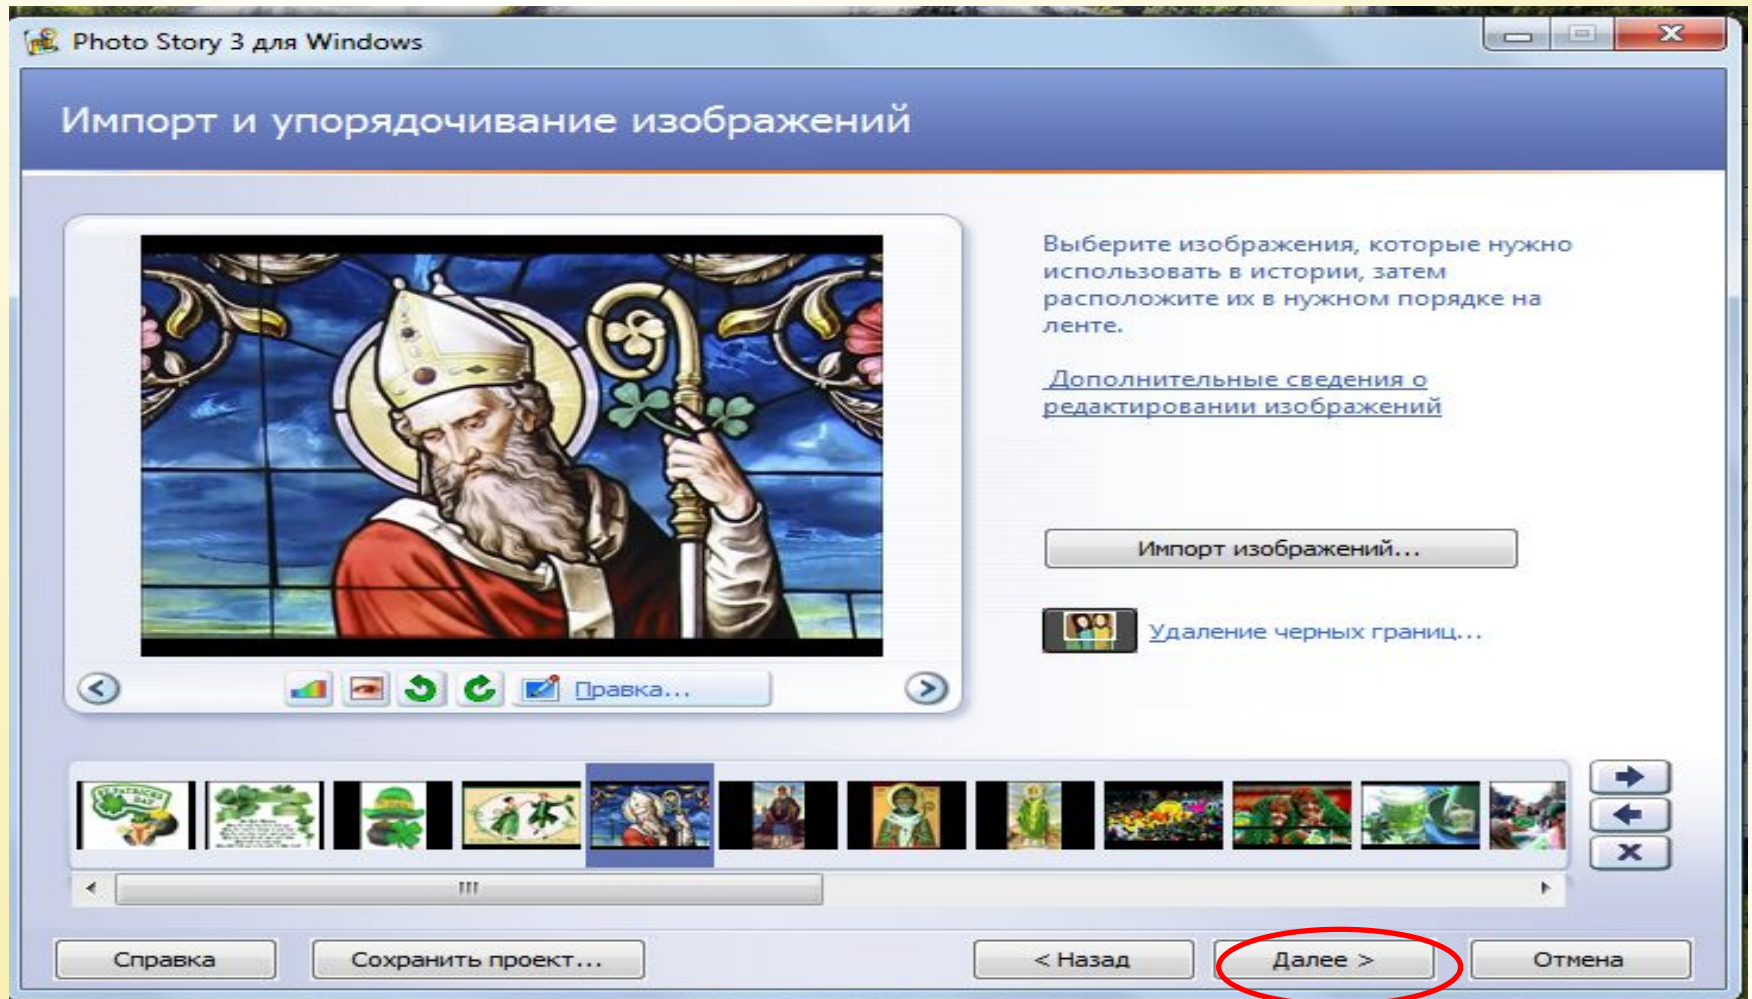 Photo Story 3 для Windows
Импорт и упорядочивание изображений
Выберите изображения, которые нужно
использовать в истории, затем
расположите их в нужном порядке на
ленте.
Дополнительные сведения о
редактировании изображений
Импорт изображений...
Удаление черных границ...
Правка...
Справка
Сохранить проект...
< Назад
Далее >
Отмена